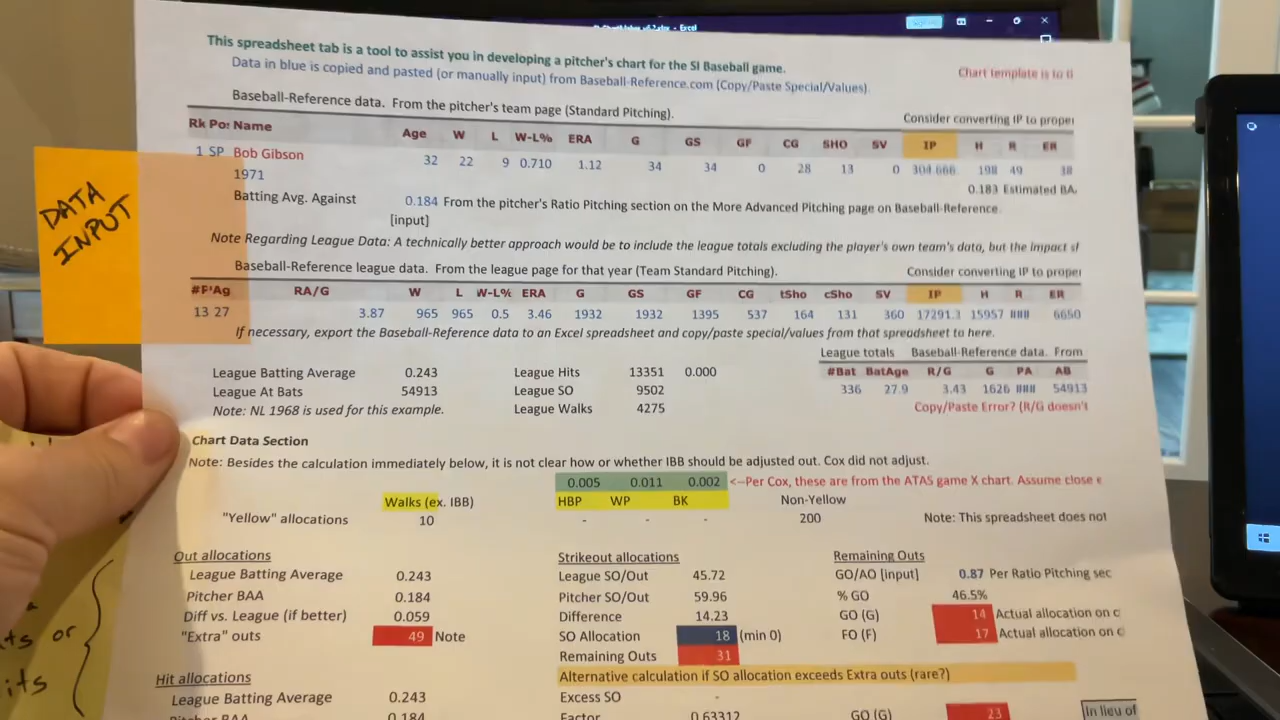 This spreadsheet tab is a tool to assist you in developing a pitcher's chart for the SI Baseball game.
Chart template is to
Data in blue is copied and pasted (or manually input) from Baseball-Reference.com (Copy/Paste Special/Values).
Baseball-Reference data. From the pitcher's team page (Standard Pitching).
Consider converting IP to proper
Rk Po: Name Age W L W-L% ERA G GS GF CG SHO SV IP H R ER
1 SP Bob Gibson 32 22 9 0.710 1.12 34 34 0 28 13 0 304.666 198 49 38
1971
0.183 Estimated BA
Batting Avg. Against 0.184 From the pitcher's Ratio Pitching section on the More Advanced Pitching page on Baseball-Reference.
[input]
DATA
INPUT
Note Regarding League Data: A technically better approach would be to include the league totals excluding the player's own team's data, but the impact
Baseball-Reference league data. From the league page for that year (Team Standard Pitching).
Consider converting IP to proper
#F'Ag RA/G W L W-L% ERA G GS GF CG tSho cSho SV IP H R ER
13 27 3.87 965 965 0.5 3.46 1932 1932 1395 537 164 131 360 17291.3 15957 ### 6650
If necessary, export the Baseball-Reference data to an Excel spreadsheet and copy/paste special/values from that spreadsheet to here.
League totals Baseball-Reference data. From
League Batting Average 0.243 League Hits 13351 0.000 #Bat BatAge R/G G PA AB
League At Bats 54913 League SO 9502 336 27.9 3.43 1626 ### 54913
Note: NL 1968 is used for this example. League Walks 4275 Copy/Paste Error? (R/G doesn't
Chart Data Section
Note: Besides the calculation immediately below, it is not clear how or whether IBB should be adjusted out. Cox did not adjust.
0.005 0.011 0.002 <--Per Cox, these are from the ATAS game X chart. Assume close
Walks (ex. IBB) HBP WP BK Non-Yellow
"Yellow" allocations 10 - - - 200 Note: This spreadsheet does not
Out allocations Strikeout allocations Remaining Outs
League Batting Average 0.243 League SO/Out 45.72 GO/AO [input] 0.87 Per Ratio Pitching sec
Pitcher BAA 0.184 Pitcher SO/Out 59.96 % GO 46.5%
Diff vs. League (if better) 0.059 Difference 14.23 GO (G) 14 Actual allocation on
"Extra" outs 49 Note SO Allocation 18 (min 0) FO (F) 17 Actual allocation on
Remaining Outs 31
Hit allocations Alternative calculation if SO allocation exceeds Extra outs (rare?)
League Batting Average 0.243 Excess SO -
Pitcher BAA 0.184 Factor 0.63312 GO (G) 23 In lieu of
or